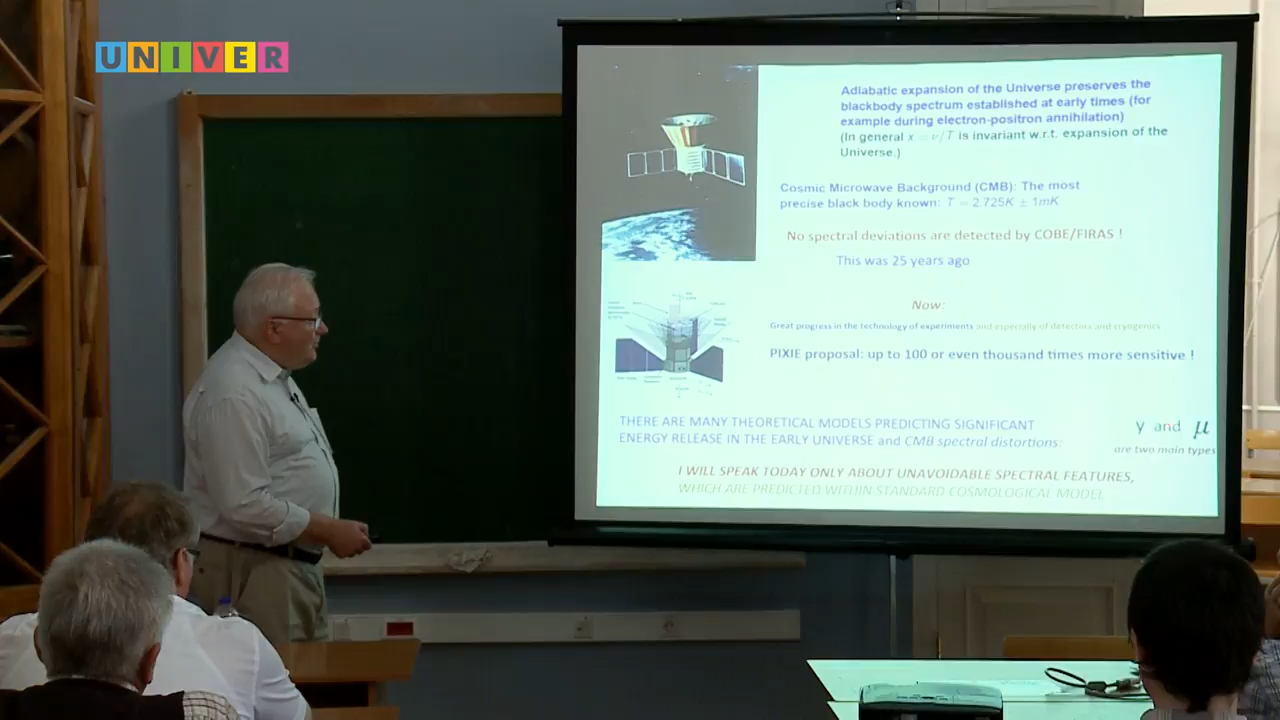 UNIVER
Adiabatic expansion of the Universe preserves the
blackbody spectrum established at early times (for
example during electron-positron annihilation)
(In general x = ν/T is invariant w.r.t. expansion of the
Universe.)
Cosmic Microwave Background (CMB): The most
precise black body known: T = 2.725K ± 1mK
No spectral deviations are detected by COBE/FIRAS !
This was 25 years ago
Now:
Great progress in the technology of experiments and especially of detectors and cryogenics
PIXIE proposal: up to 100 or even thousand times more sensitive !
THERE ARE MANY THEORETICAL MODELS PREDICTING SIGNIFICANT
ENERGY RELEASE IN THE EARLY UNIVERSE and CMB spectral distortions:
y and μ
are two main types
I WILL SPEAK TODAY ONLY ABOUT UNAVOIDABLE SPECTRAL FEATURES,
WHICH ARE PREDICTED WITHIN STANDARD COSMOLOGICAL MODEL